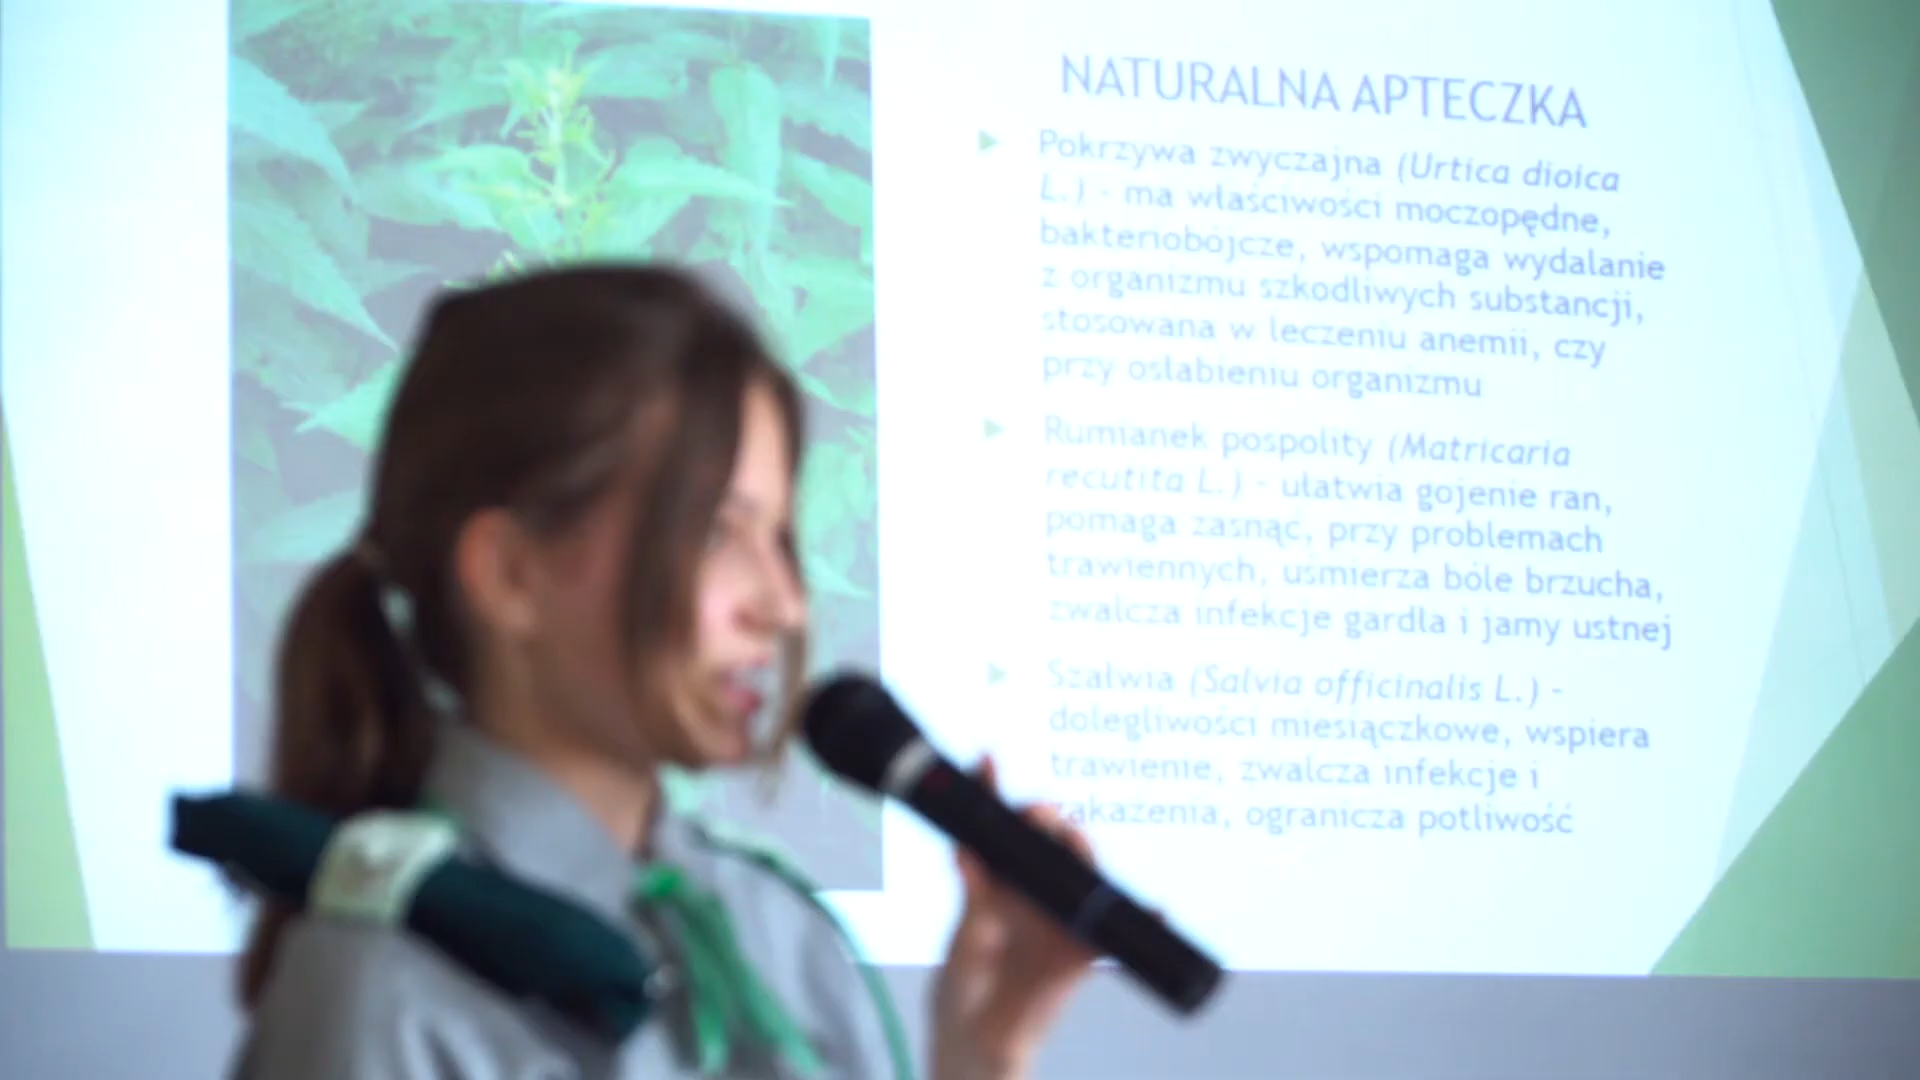 NATURALNA APTECZKA
Pokrzywa zwyczajna (Urtica dioica
L.) - ma właściwości moczopędne,
bakteriobójcze, wspomaga wydalanie
z organizmu szkodliwych substancji,
stosowana w leczeniu anemii, czy
przy osłabieniu organizmu
Rumianek pospolity (Matricaria
recutita L.) - ułatwia gojenie ran,
pomaga zasnąć, przy problemach
trawiennych, uśmierza bóle brzucha,
zwalcza infekcje gardła i jamy ustnej
Szałwia (Salvia officinalis L.) -
dolegliwości miesiączkowe, wspiera
trawienie, zwalcza infekcje i
zakażenia, ogranicza potliwość